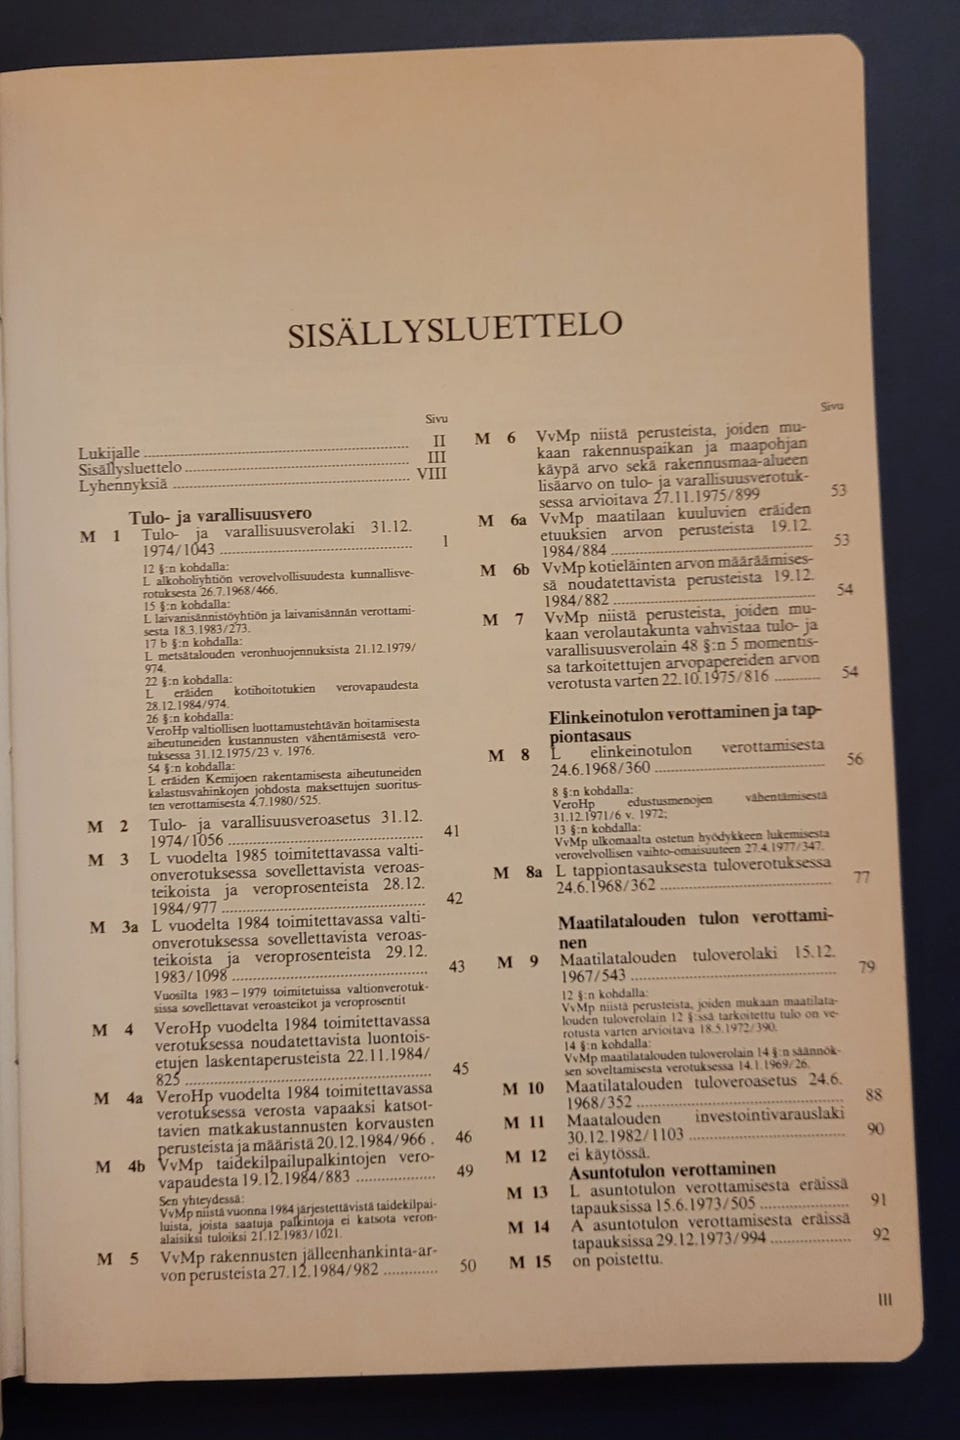 SISÄLLYSLUETTELO
Sivu
Lukijalle II
Sisällysluettelo III
Lyhennyksiä VIII
Tulo- ja varallisuusvero
M 1 Tulo- ja varallisuusverolaki 31.12.
1974/1043 1
12 §:n kohdalla:
L alkoholiyhtiön verovelvollisuudesta kunnallisve-
rotuksesta 26.7.1968/466.
15 §:n kohdalla:
L laivanisännistöyhtiön ja laivanisännän verottami-
sesta 18.3.1983/273.
17 b §:n kohdalla:
L metsätalouden veronhuojennuksista 21.12.1979/
974.
22 §:n kohdalla:
L eräiden kotihoitotukien verovapaudesta
28.12.1984/974.
26 §:n kohdalla:
VeroHp valtiollisen luottamustehtävän hoitamisesta
aiheutuneiden kustannusten vähentämisestä vero-
tuksessa 31.12.1975/23 v. 1976.
54 §:n kohdalla:
L eräiden Kemijoen rakentamisesta aiheutuneiden
kalastusvahinkojen johdosta maksettujen suoritus-
ten verottamisesta 4.7.1980/525.
M 2 Tulo- ja varallisuusveroasetus 31.12.
1974/1056 41
M 3 L vuodelta 1985 toimitettavassa valti-
onverotuksessa sovellettavista veroas-
teikoista ja veroprosenteista 28.12.
1984/977 42
M 3a L vuodelta 1984 toimitettavassa valti-
onverotuksessa sovellettavista veroas-
teikoista ja veroprosenteista 29.12.
1983/1098 43
Vuosilta 1983–1979 toimitetuissa valtionverotuk-
sissa sovellettavat veroasteikot ja veroprosentit
M 4 VeroHp vuodelta 1984 toimitettavassa
verotuksessa noudatettavista luontois-
etujen laskentaperusteista 22.11.1984/
825 45
M 4a VeroHp vuodelta 1984 toimitettavassa
verotuksessa verosta vapaaksi katsot-
tavien matkakustannusten korvausten
perusteista ja määristä 20.12.1984/966 . 46
M 4b VvMp taidekilpailupalkintojen vero-
vapaudesta 19.12.1984/883 49
Sen yhteydessä:
VvMp niistä vuonna 1984 järjestettävistä taidekilpai-
luista, joista saatuja palkintoja ei katsota veron-
alaisiksi tuloiksi 21.12.1983/1021.
M 5 VvMp rakennusten jälleenhankinta-ar-
von perusteista 27.12.1984/982 50
Sivu
M 6 VvMp niistä perusteista, joiden mu-
kaan rakennuspaikan ja maapohjan
käypä arvo sekä rakennusmaa-alueen
lisäarvo on tulo- ja varallisuusverotuk-
sessa arvioitava 27.11.1975/899 53
M 6a VvMp maatilaan kuuluvien eräiden
etuuksien arvon perusteista 19.12.
1984/884 53
M 6b VvMp kotieläinten arvon määräämises-
sä noudatettavista perusteista 19.12.
1984/882 54
M 7 VvMp niistä perusteista, joiden mu-
kaan verolautakunta vahvistaa tulo- ja
varallisuusverolain 48 §:n 5 momentis-
sa tarkoitettujen arvopapereiden arvon
verotusta varten 22.10.1975/816 54
Elinkeinotulon verottaminen ja tap-
piontasaus
M 8 L elinkeinotulon verottamisesta
24.6.1968/360 56
8 §:n kohdalla:
VeroHp edustusmenojen vähentämisestä
31.12.1971/6 v. 1972;
13 §:n kohdalla:
VvMp ulkomaalta ostetun hyödykkeen lukemisesta
verovelvollisen vaihto-omaisuuteen 27.4.1977/347.
M 8a L tappiontasauksesta tuloverotuksessa
24.6.1968/362 77
Maatilatalouden tulon verottami-
nen
M 9 Maatilatalouden tuloverolaki 15.12.
1967/543 79
12 §:n kohdalla:
VvMp niistä perusteista, joiden mukaan maatilata-
louden tuloverolain 12 §:ssä tarkoitettu tulo on ve-
rotusta varten arvioitava 18.5.1972/390.
14 §:n kohdalla:
VvMp maatilatalouden tuloverolain 14 §:n säännök-
sen soveltamisesta verotuksessa 14.1.1969/26.
M 10 Maatilatalouden tuloveroasetus 24.6.
1968/352 88
M 11 Maatalouden investointivarauslaki
30.12.1982/1103 90
M 12 ei käytössä.
Asuntotulon verottaminen
M 13 L asuntotulon verottamisesta eräissä
tapauksissa 15.6.1973/505 91
M 14 A asuntotulon verottamisesta eräissä
tapauksissa 29.12.1973/994 92
M 15 on poistettu.
III